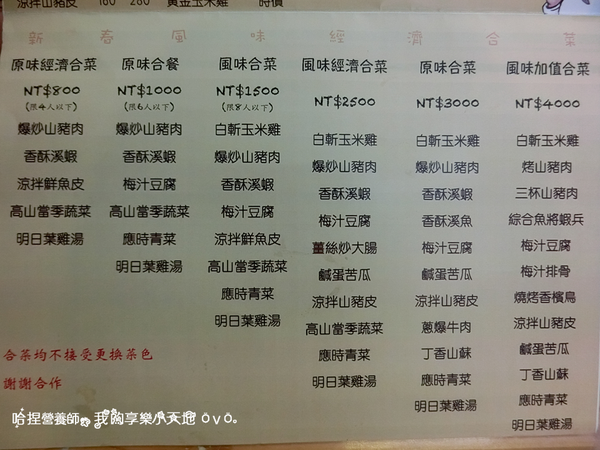 涼拌山豬皮 160 280 黃金玉米雞 時價
新春風味經濟合菜
原味經濟合菜
NT$800
(限4人以下)
爆炒山豬肉
香酥溪蝦
涼拌鮮魚皮
高山當季蔬菜
明日葉雞湯
原味合餐
NT$1000
(限6人以下)
爆炒山豬肉
香酥溪蝦
梅汁豆腐
高山當季蔬菜
應時青菜
明日葉雞湯
風味合菜
NT$1500
(限8人以下)
白斬玉米雞
爆炒山豬肉
香酥溪蝦
梅汁豆腐
涼拌鮮魚皮
高山當季蔬菜
應時青菜
明日葉雞湯
風味經濟合菜
NT$2500
白斬玉米雞
爆炒山豬肉
香酥溪蝦
梅汁豆腐
薑絲炒大腸
鹹蛋苦瓜
涼拌山豬皮
高山當季蔬菜
應時青菜
明日葉雞湯
原味合菜
NT$3000
白斬玉米雞
爆炒山豬肉
香酥溪蝦
香酥溪魚
梅汁豆腐
鹹蛋苦瓜
涼拌山豬皮
蔥爆牛肉
丁香山蘇
應時青菜
明日葉雞湯
風味加值合菜
NT$4000
白斬玉米雞
烤山豬肉
三杯山豬肉
綜合魚將蝦兵
梅汁豆腐
梅汁排骨
燒烤香檳鳥
涼拌山豬皮
鹹蛋苦瓜
丁香山蘇
應時青菜
明日葉雞湯
合菜均不接受更換菜色
謝謝合作
哈捏營養師。我陶享樂小天地 ovo。